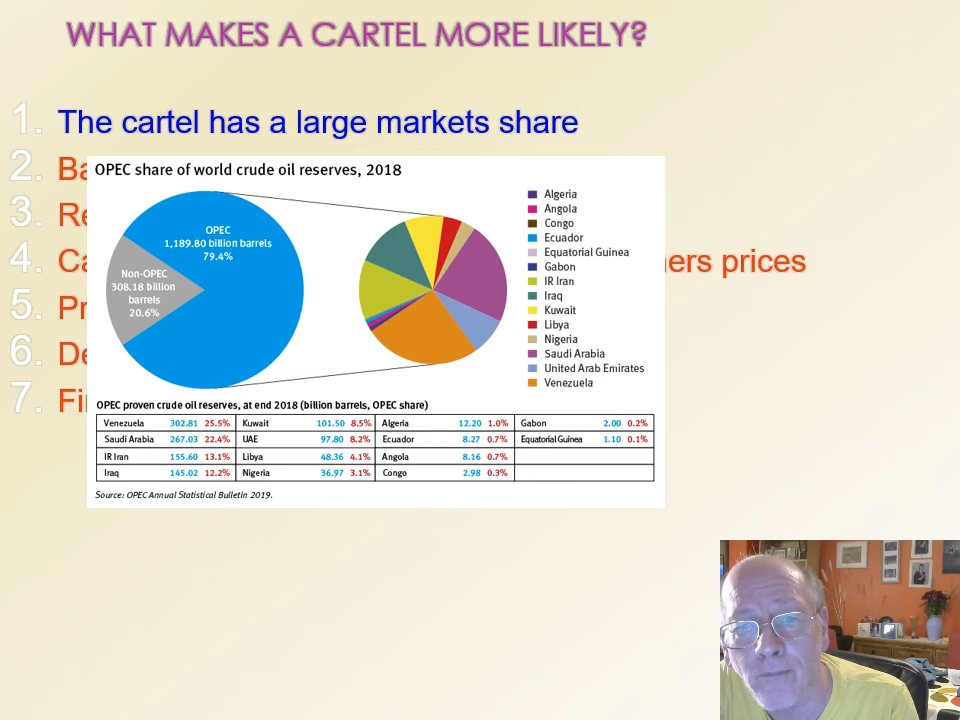 WHAT MAKES A CARTEL MORE LIKELY?
1. The cartel has a large markets share
2. Ba
3. Re
4. Ca ers prices
5. Pr
6. De
7. Fi
OPEC share of world crude oil reserves, 2018
OPEC
1,189.80 billion barrels
79.4%
Non-OPEC
308.18 billion
barrels
20.6%
Algeria
Angola
Congo
Ecuador
Equatorial Guinea
Gabon
IR Iran
Iraq
Kuwait
Libya
Nigeria
Saudi Arabia
United Arab Emirates
Venezuela
OPEC proven crude oil reserves, at end 2018 (billion barrels, OPEC share)
Venezuela 302.81 25.5% Kuwait 101.50 8.5% Algeria 12.20 1.0% Gabon 2.00 0.2%
Saudi Arabia 267.03 22.4% UAE 97.80 8.2% Ecuador 8.27 0.7% Equatorial Guinea 1.10 0.1%
IR Iran 155.60 13.1% Libya 48.36 4.1% Angola 8.16 0.7%
Iraq 145.02 12.2% Nigeria 36.97 3.1% Congo 2.98 0.3%
Source: OPEC Annual Statistical Bulletin 2019.